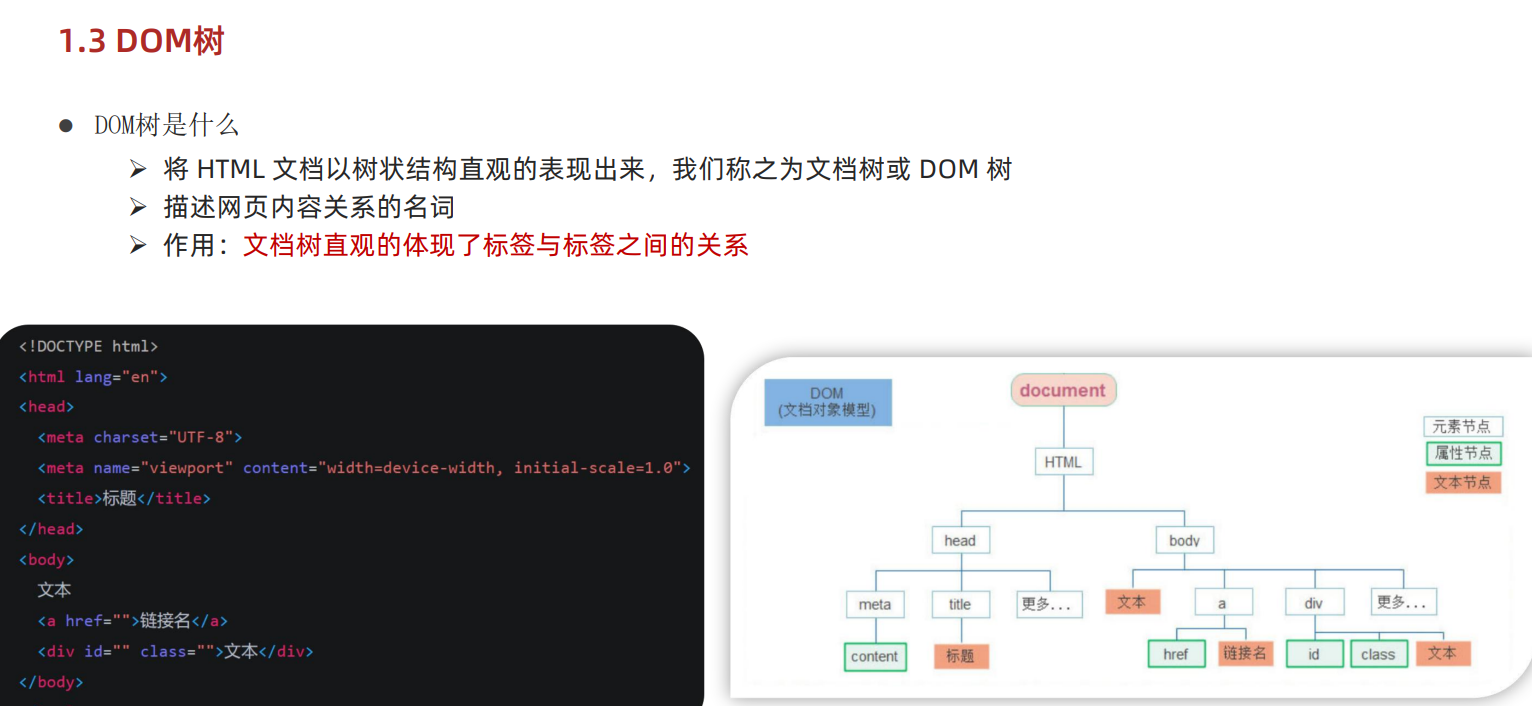 1.3 DOM树
● DOM树是什么
➢ 将 HTML 文档以树状结构直观的表现出来，我们称之为文档树或 DOM 树
➢ 描述网页内容关系的名词
➢ 作用：文档树直观的体现了标签与标签之间的关系
<!DOCTYPE html>
<html lang="en">
<head>
<meta charset="UTF-8">
<meta name="viewport" content="width=device-width, initial-scale=1.0">
<title>标题</title>
</head>
<body>
文本
<a href="">链接名</a>
<div id="" class="">文本</div>
</body>
DOM
(文档对象模型)
document
元素节点
属性节点
文本节点
HTML
head
body
meta
title
更多...
文本
a
div
更多...
content
标题
href
链接名
id
class
文本